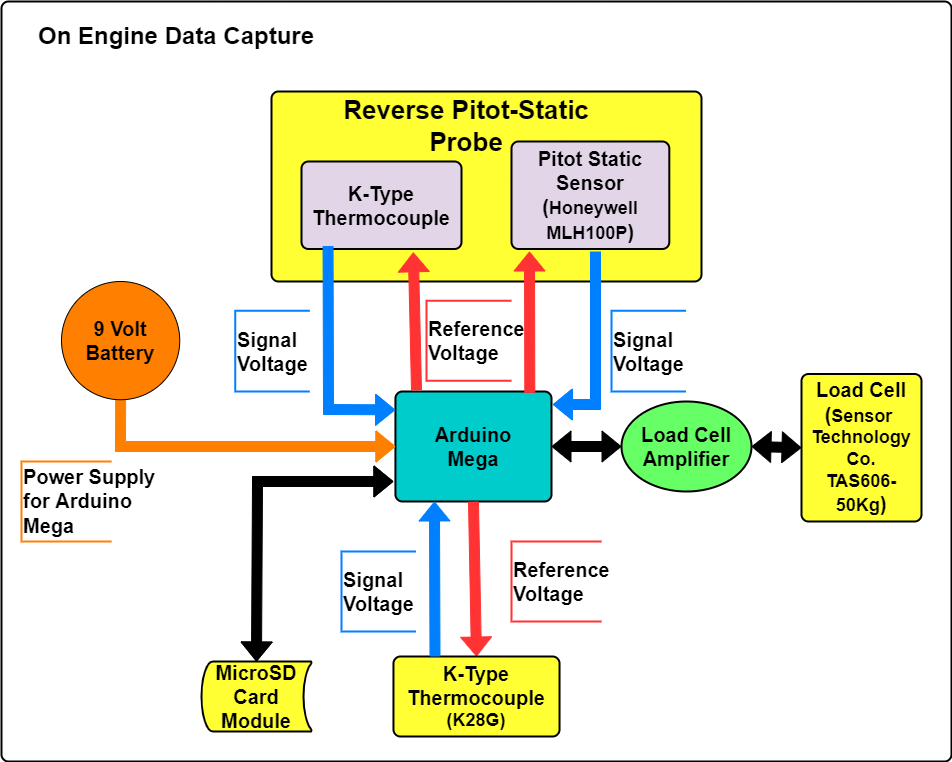 On Engine Data Capture
Reverse Pitot-Static
Probe
K-Type
Thermocouple
Pitot Static
Sensor
(Honeywell
MLH100P)
9 Volt
Battery
Signal
Voltage
Reference
Voltage
Signal
Voltage
Arduino
Mega
Load Cell
Amplifier
Load Cell
(Sensor
Technology
Co.
TAS606-
50Kg)
Power Supply
for Arduino
Mega
Signal
Voltage
Reference
Voltage
MicroSD
Card
Module
K-Type
Thermocouple
(K28G)